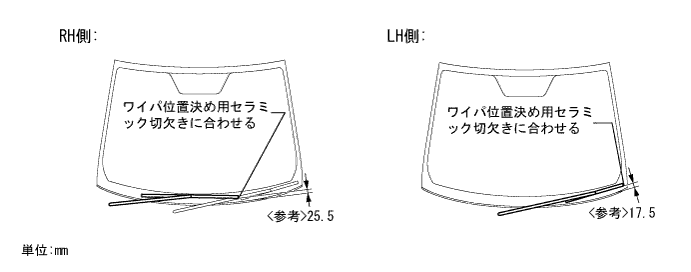 RH側:
LH側:
ワイパ位置決め用セラミ
ック切欠きに合わせる
<参考>25.5
ワイパ位置決め用セラミ
ック切欠きに合わせる
<参考>17.5
単位:mm